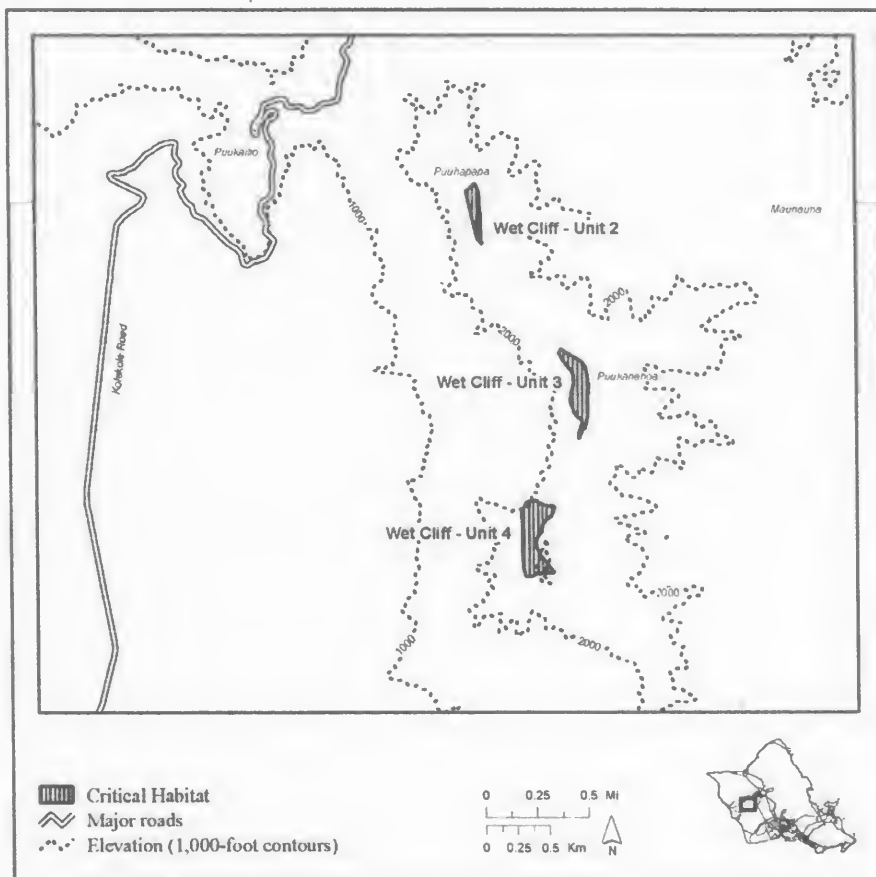 Puukailio
Puuhapapa
Maunauna
Wet Cliff - Unit 2
1000
2000
2000
Kolekole Road
Wet Cliff - Unit 3
Puukanehoa
Wet Cliff - Unit 4
2000
1000
2000
Critical Habitat
Major roads
Elevation (1,000-foot contours)
0 0.25 0.5 Mi
0 0.25 0.5 Km
N